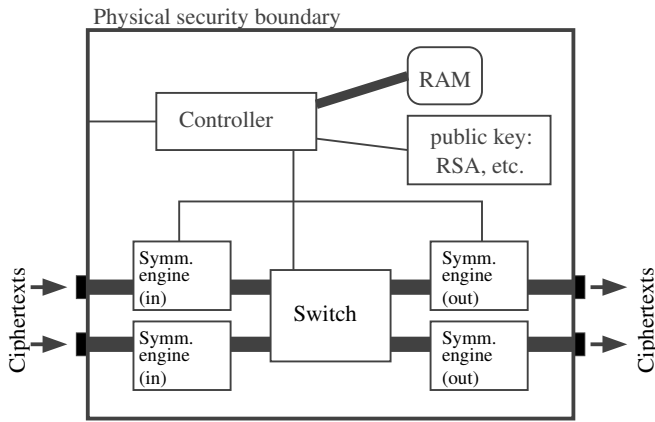 Physical security boundary
RAM
Controller
public key:
RSA, etc.
Symm.
engine
(in)
Symm.
engine
(out)
Ciphertexts
Switch
Ciphertexts
Symm.
engine
(in)
Symm.
engine
(out)